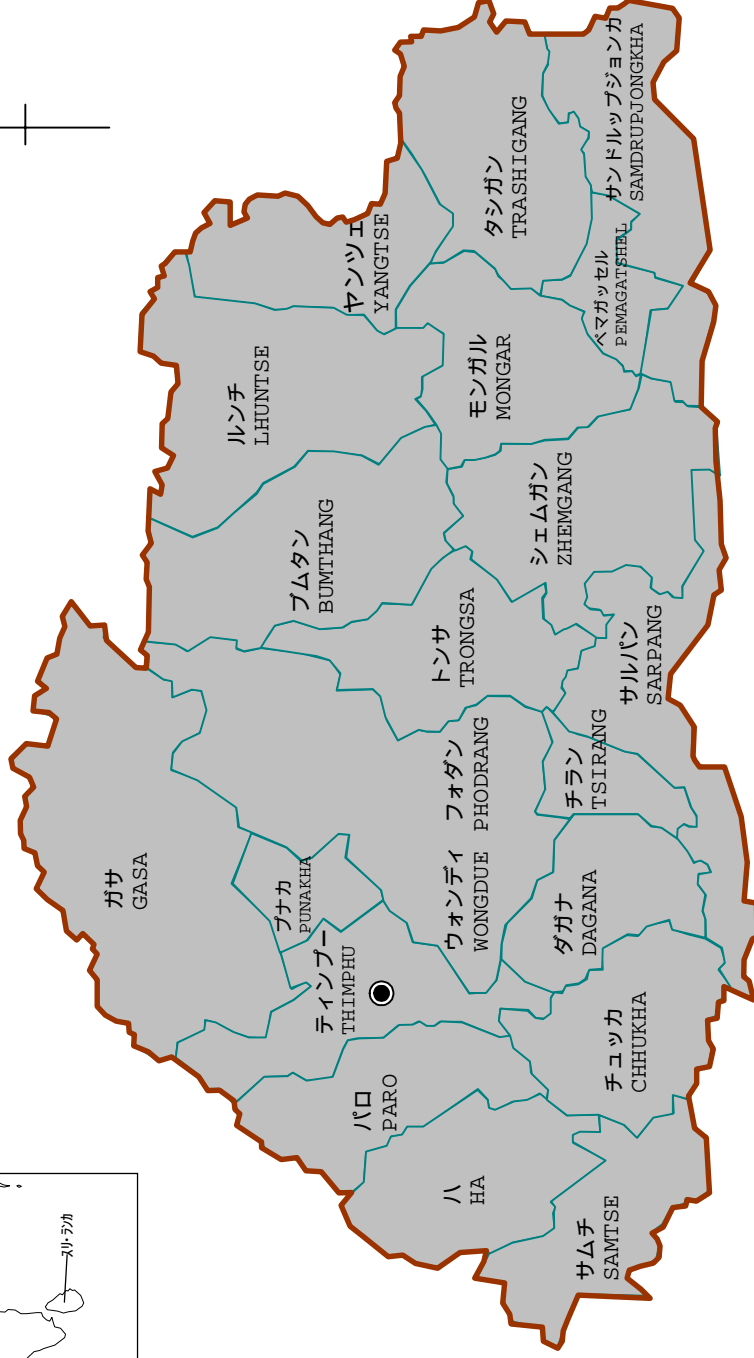 ガサ
GASA
プナカ
PUNAKHA
ティンプー
THIMPHU
パロ
PARO
ハ
HA
サムチ
SAMTSE
チュッカ
CHHUKHA
ダガナ
DAGANA
ウォンディ フォダン
WONGDUE PHODRANG
チラン
TSIRANG
サルパン
SARPANG
トンサ
TRONGSA
ブムタン
BUMTHANG
シェムガン
ZHEMGANG
ルンチ
LHUNTSE
モンガル
MONGAR
ヤンツェ
YANGTSE
タシガン
TRASHIGANG
ペマガッセル
PEMAGATSHEL
サンドルップジョンカ
SAMDRUPJONGKHA
スリ・ランカ